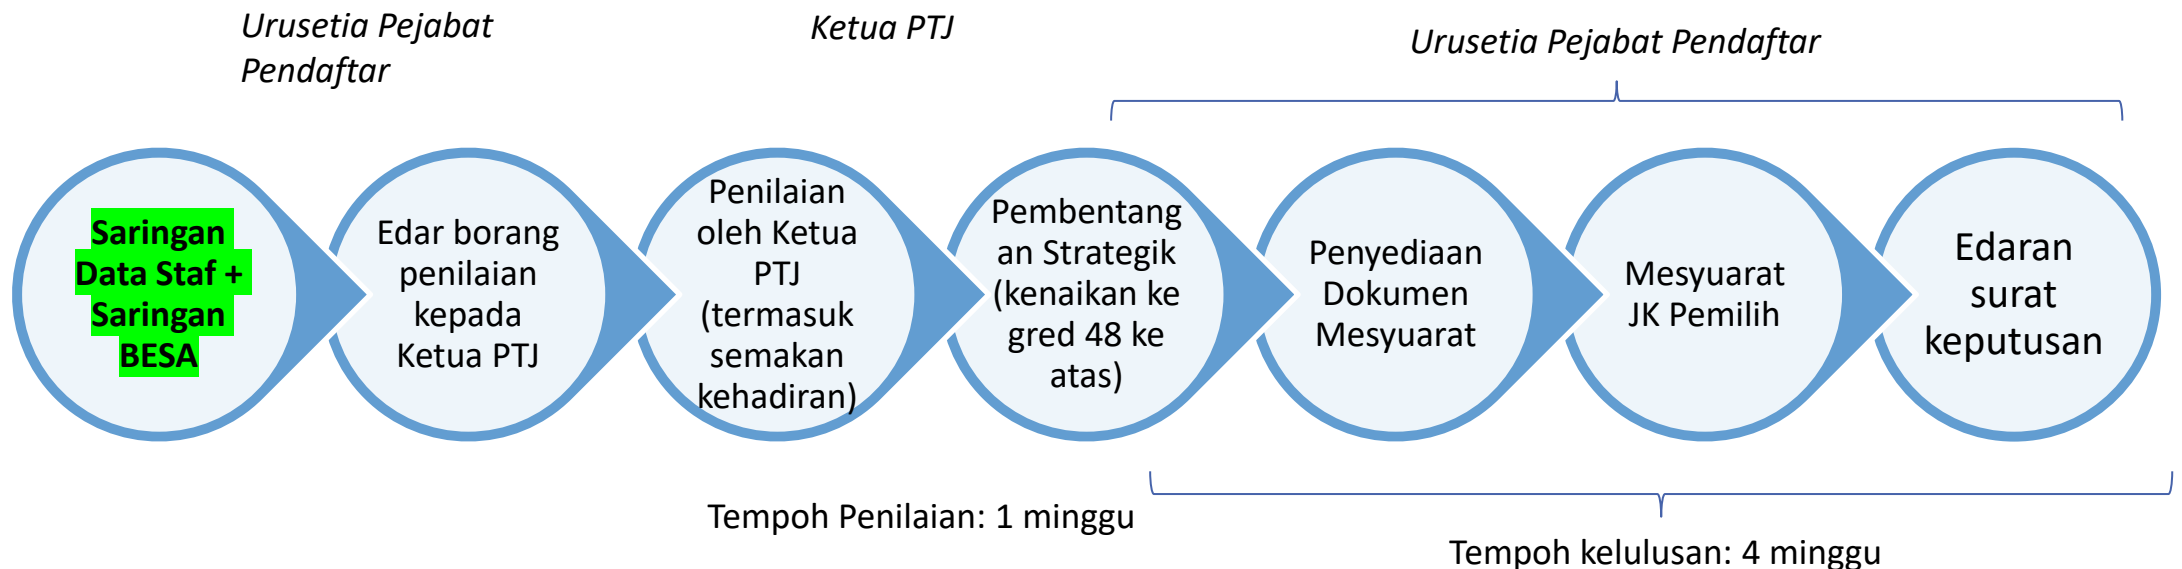 Urusetia Pejabat
Pendaftar
Ketua PTJ
Urusetia Pejabat Pendaftar
Saringan
Data Staf +
Saringan
BESA
Edar borang
penilaian
kepada
Ketua PTJ
Penilaian
oleh Ketua
PTJ
(termasuk
semakan
kehadiran)
Pembentang
an Strategik
(kenaikan ke
gred 48 ke
atas)
Penyediaan
Dokumen
Mesyuarat
Mesyuarat
JK Pemilih
Edaran
surat
keputusan
Tempoh Penilaian: 1 minggu
Tempoh kelulusan: 4 minggu